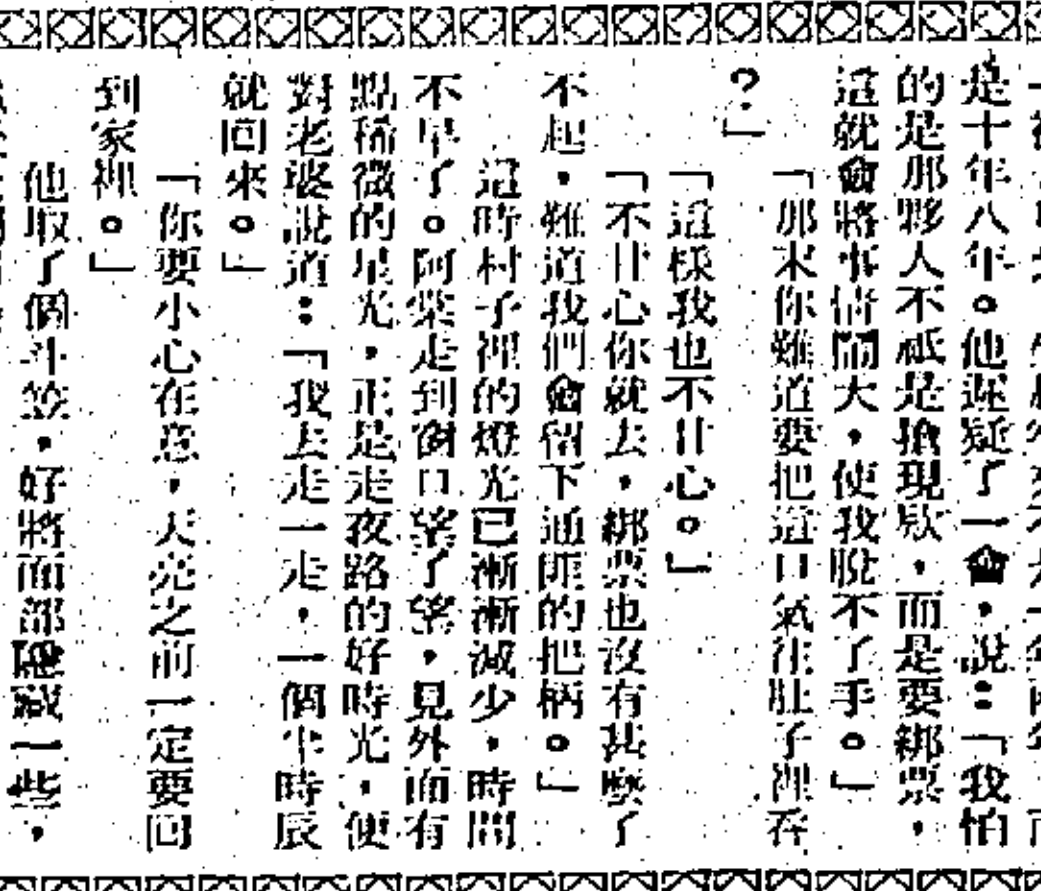 是十年八年。他遲疑了一會，說：「我怕
的是那夥人不祇是搶現欵，而是要綁票，
這就會將事情鬧大，使我脫不了手。」
「那末你難道要把這口氣往肚子裡吞
？」
「這樣我也不甘心。」
「不甘心你就去，綁票也沒有甚麼了
不起，難道我們會留下通匪的把柄。」
這時村子裡的燈光已漸漸減少，時間
不早了。阿葉走到窗口望了望，見外面有
點稀微的星光，正是走夜路的好時光，便
對老婆說道：「我去走一走，一個半時辰
就回來。」
「你要小心在意，天亮之前一定要回
到家裡。」
他取了個斗笠，好將面部隱藏一些，